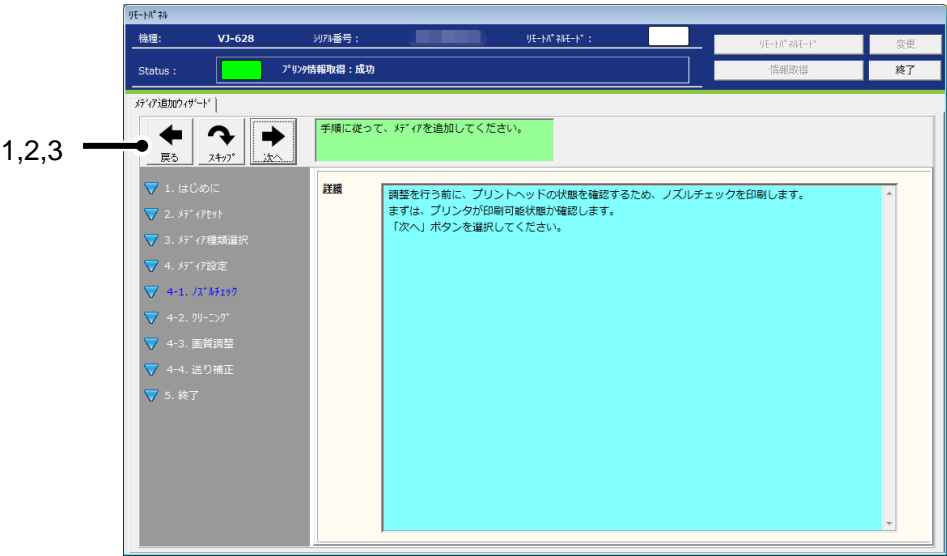 ﾘﾓｰﾄﾊﾟﾈﾙ
機種: VJ-628 ｼﾘｱﾙ番号： ﾘﾓｰﾄﾊﾟﾈﾙﾓｰﾄﾞ： ﾘﾓｰﾄﾊﾟﾈﾙﾓｰﾄﾞ 変更
Status： ﾌﾟﾘﾝﾀ情報取得：成功 情報取得 終了
ﾒﾃﾞｨｱ追加ｳｨｻﾞｰﾄﾞ
手順に従って、ﾒﾃﾞｨｱを追加してください。
1,2,3
戻る ｽｷｯﾌﾟ 次へ
1. はじめに
2. ﾒﾃﾞｨｱｾｯﾄ
3. ﾒﾃﾞｨｱ種類選択
4. ﾒﾃﾞｨｱ設定
4-1. ﾉｽﾞﾙﾁｪｯｸ
4-2. ｸﾘｰﾆﾝｸﾞ
4-3. 画質調整
4-4. 送り補正
5. 終了
詳細
調整を行う前に、プリントヘッドの状態を確認するため、ノズルチェックを印刷します。
まずは、プリンタが印刷可能状態か確認します。
「次へ」ボタンを選択してください。